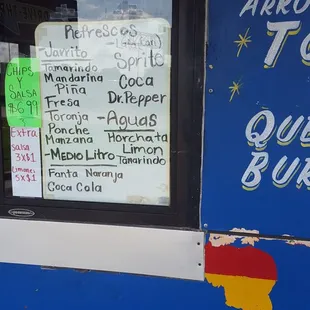 Refrescos
-Jarrito-
Tamarindo
Mandarina
Piña
Fresa
Toronja
Ponche
Manzana
-MEDIO Litro-
Fanta Naranja
Coca Cola
Sprite
Coca
Dr. Pepper
-Aguas-
Horchata
Limon
Tamarindo
CHIPS
Y
SALSA
$6.99
Extra
salsa
3x$1
Limones
5x$1
TO
QUE
BUR